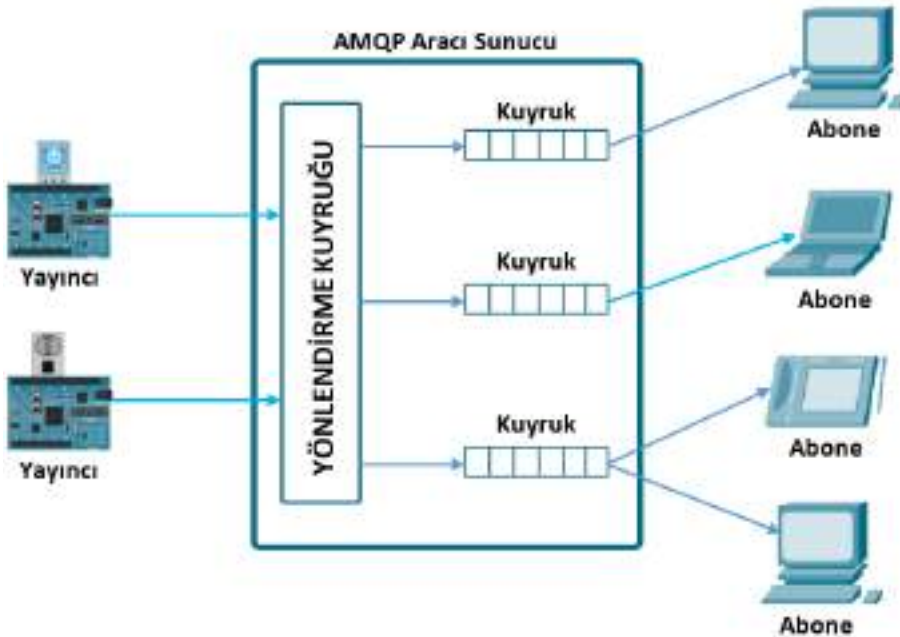 AMQP Aracı Sunucu
Yayıncı
Yayıncı
YÖNLENDİRME KUYRUĞU
Kuyruk
Kuyruk
Kuyruk
Abone
Abone
Abone
Abone